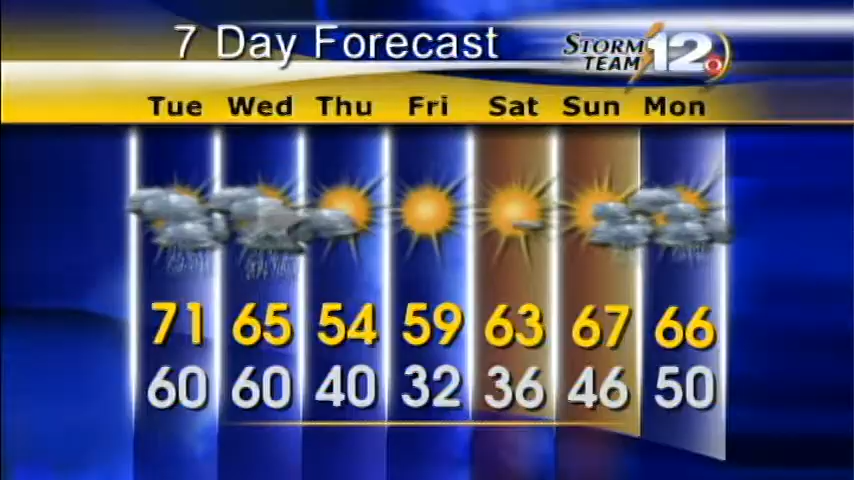 7 Day Forecast
STORM TEAM 12
Tue Wed Thu Fri Sat Sun Mon
71 65 54 59 63 67 66
60 60 40 32 36 46 50